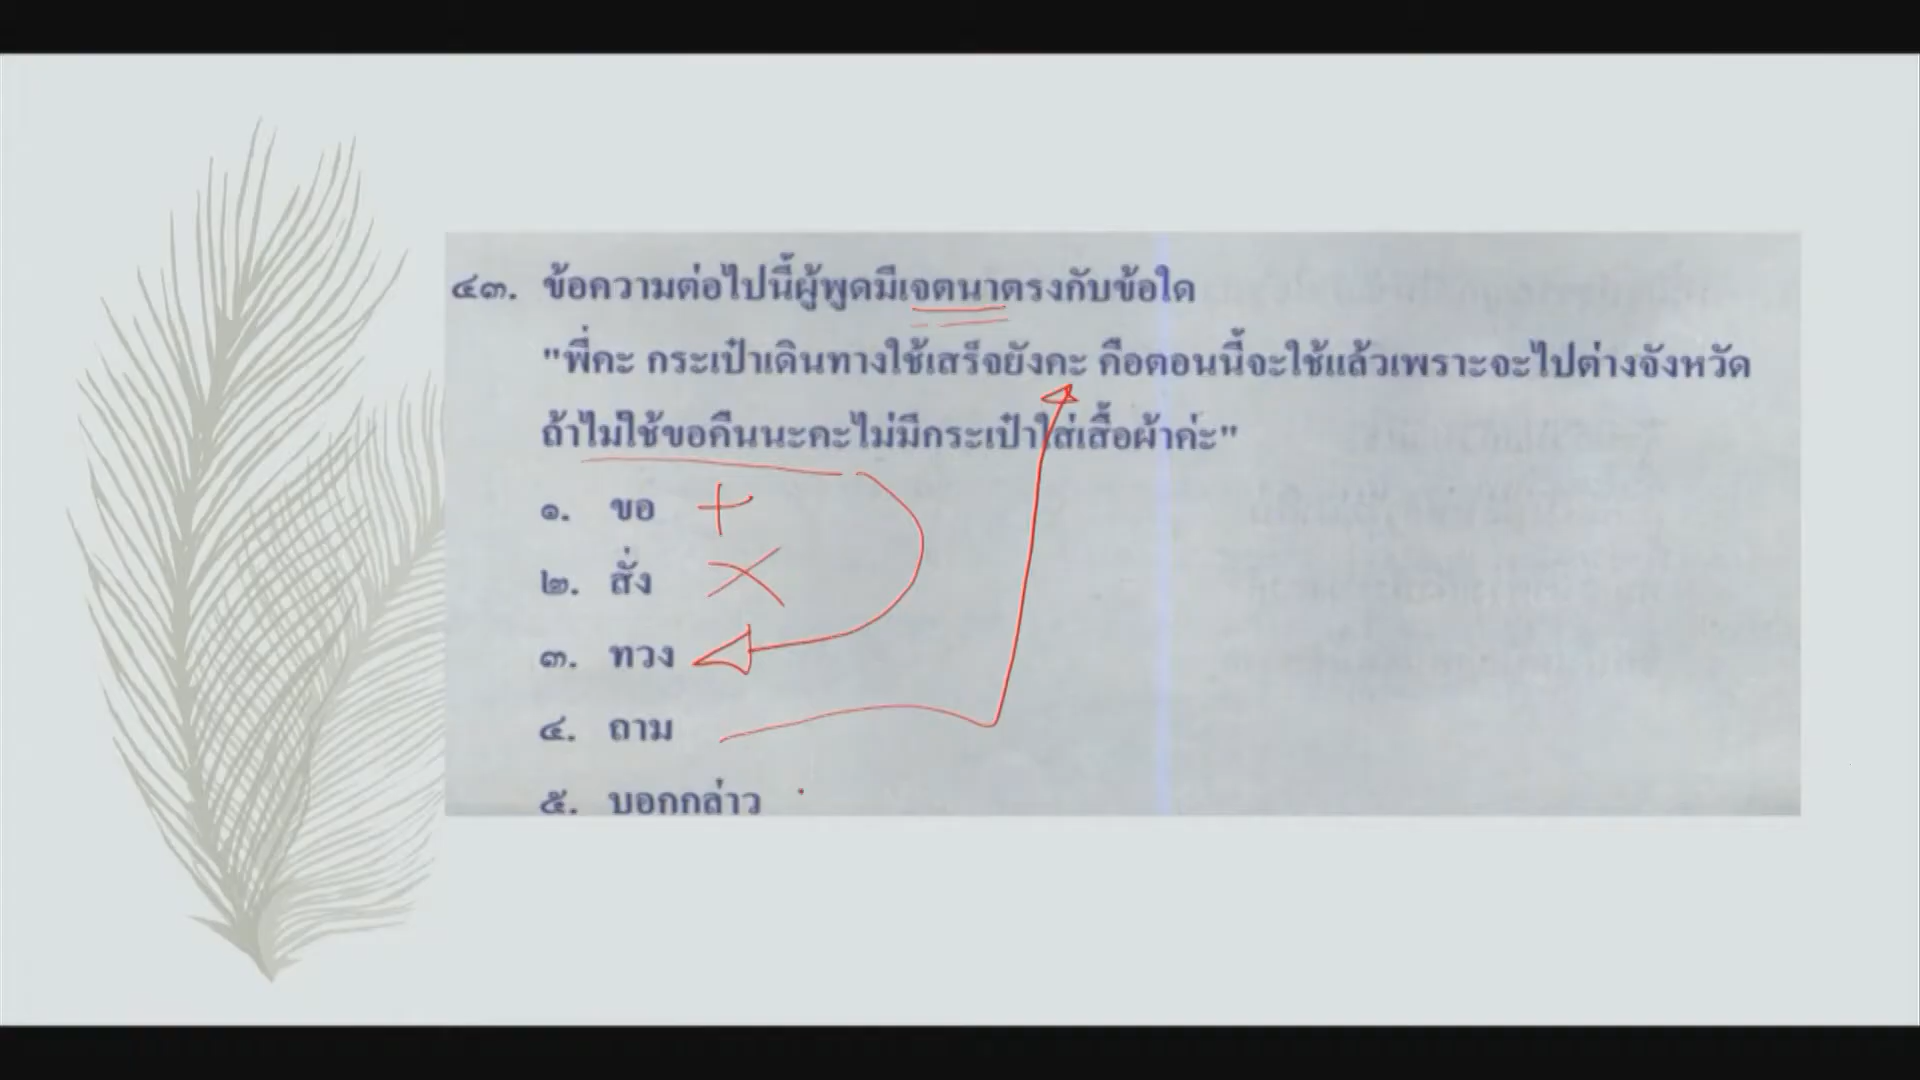 ๔๓. ข้อความต่อไปนี้ผู้พูดมีเจตนาตรงกับข้อใด
"พี่คะ กระเป๋าเดินทางใช้เสร็จยังคะ คือตอนนี้จะใช้แล้วเพราะจะไปต่างจังหวัด
ถ้าไม่ใช้ขอคืนนะคะไม่มีกระเป๋าใส่เสื้อผ้าค่ะ"
๑. ขอ
๒. สั่ง
๓. ทวง
๔. ถาม
๕. บอกกล่าว